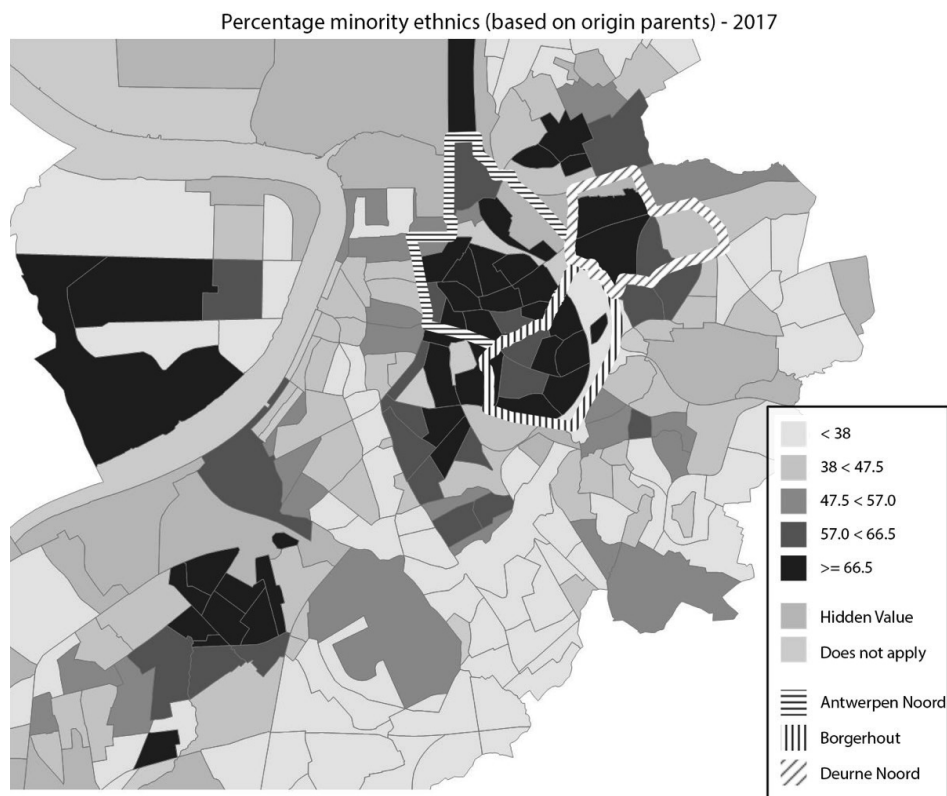 Percentage minority ethnics (based on origin parents) - 2017
< 38
38 < 47.5
47.5 < 57.0
57.0 < 66.5
>= 66.5
Hidden Value
Does not apply
Antwerpen Noord
Borgerhout
Deurne Noord